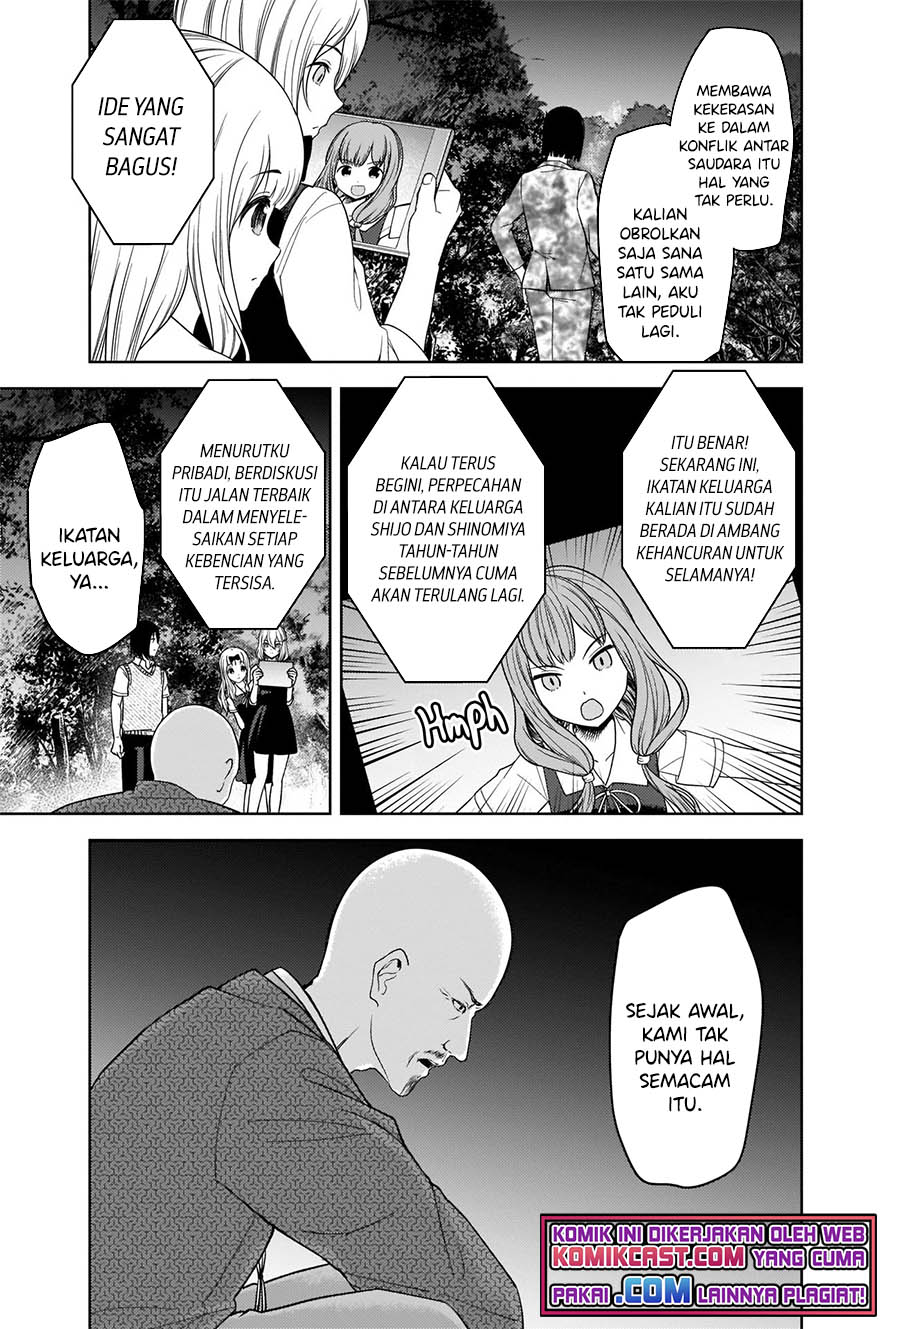 MEMBAWA
KEKERASAN
KE DALAM
KONFLIK ANTAR
SAUDARA ITU
HAL YANG
TAK PERLU.
KALIAN
OBROLKAN
SAJA SANA
SATU SAMA
LAIN, AKU
TAK PEDULI
LAGI.
IDE YANG
SANGAT
BAGUS!
ITU BENAR!
SEKARANG INI,
IKATAN KELUARGA
KALIAN ITU SUDAH
BERADA DI AMBANG
KEHANCURAN UNTUK
SELAMANYA!
KALAU TERUS
BEGINI, PERPECAHAN
DI ANTARA KELUARGA
SHIJO DAN SHINOMIYA
TAHUN-TAHUN
SEBELUMNYA CUMA
AKAN TERULANG LAGI.
Hmph
MENURUTKU
PRIBADI, BERDISKUSI
ITU JALAN TERBAIK
DALAM MENYELE-
SAIKAN SETIAP
KEBENCIAN YANG
TERSISA.
IKATAN
KELUARGA,
YA...
SEJAK AWAL,
KAMI TAK
PUNYA HAL
SEMACAM
ITU.
KOMIK INI DIKERJAKAN OLEH WEB
KOMIKCAST.COM YANG CUMA
PAKAI .COM LAINNYA PLAGIAT!